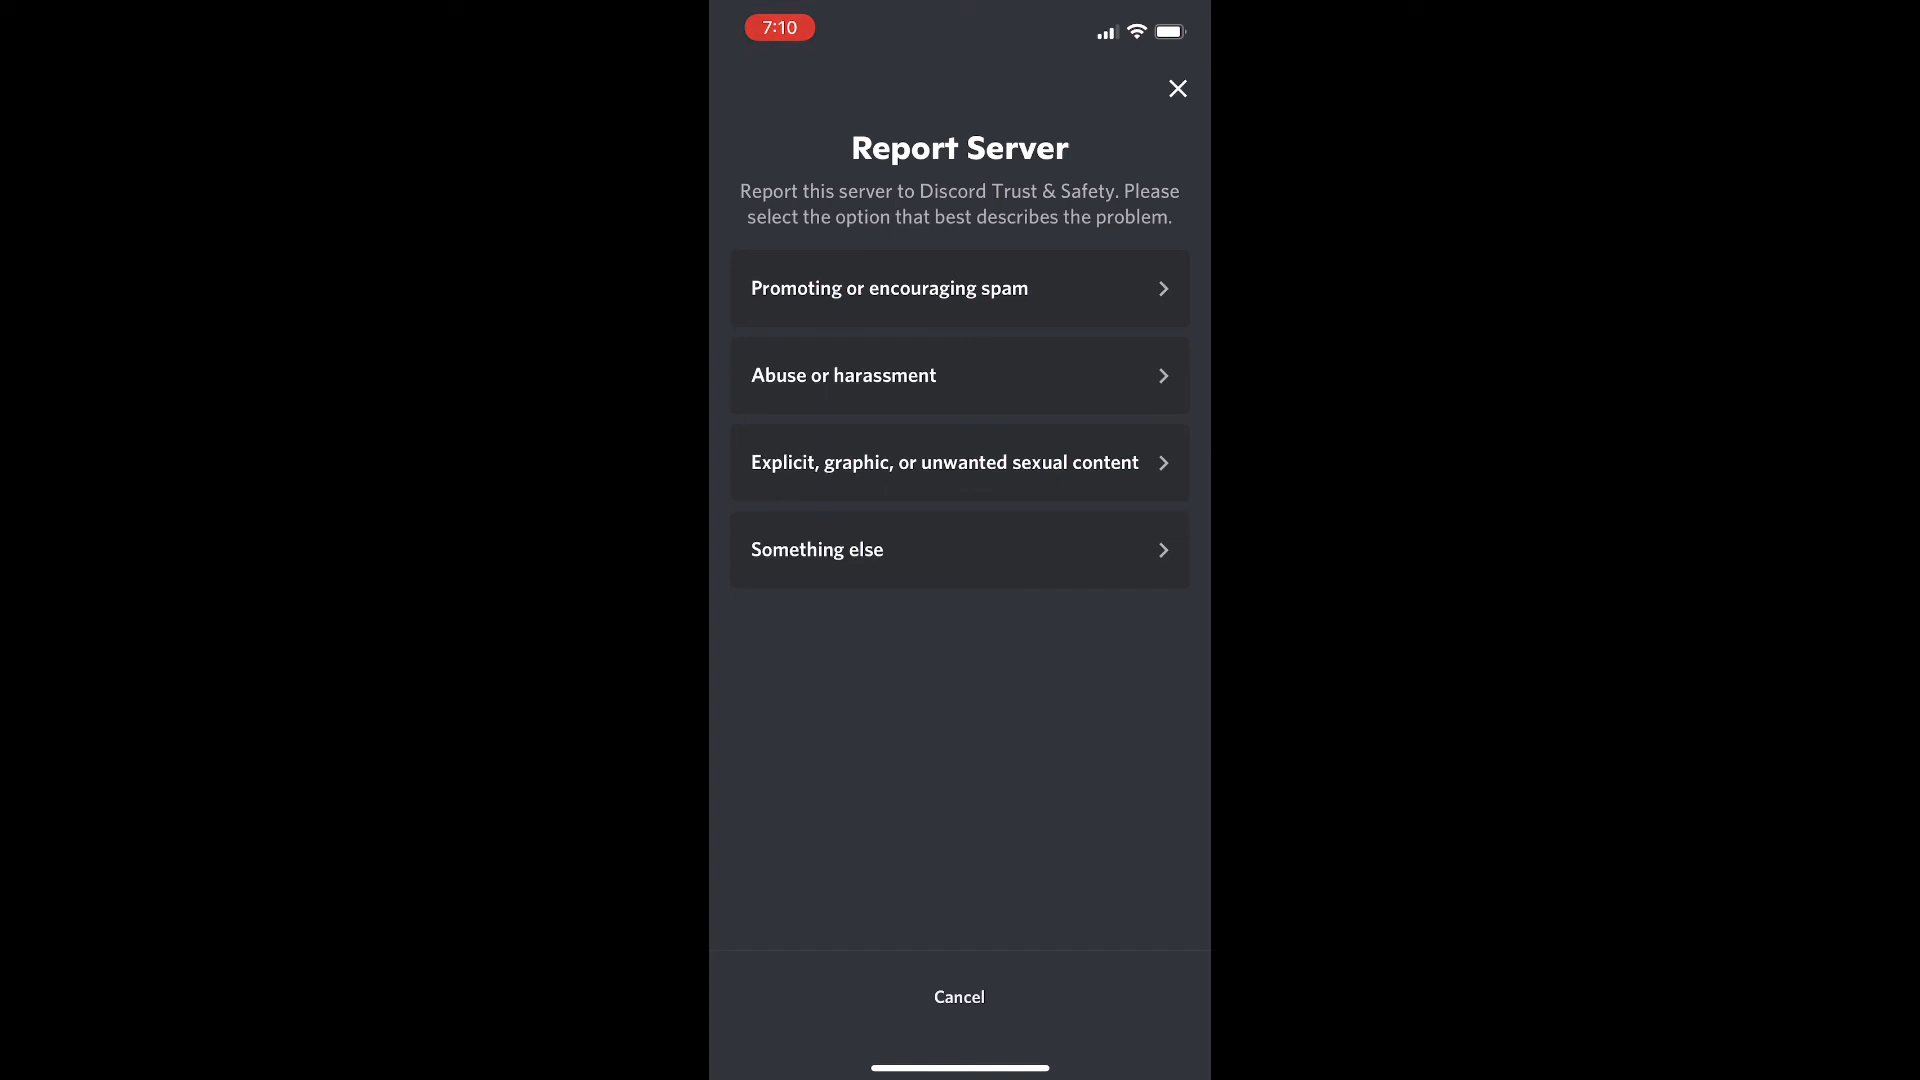 7:10
Report Server
Report this server to Discord Trust & Safety. Please
select the option that best describes the problem.
Promoting or encouraging spam
Abuse or harassment
Explicit, graphic, or unwanted sexual content
Something else
Cancel